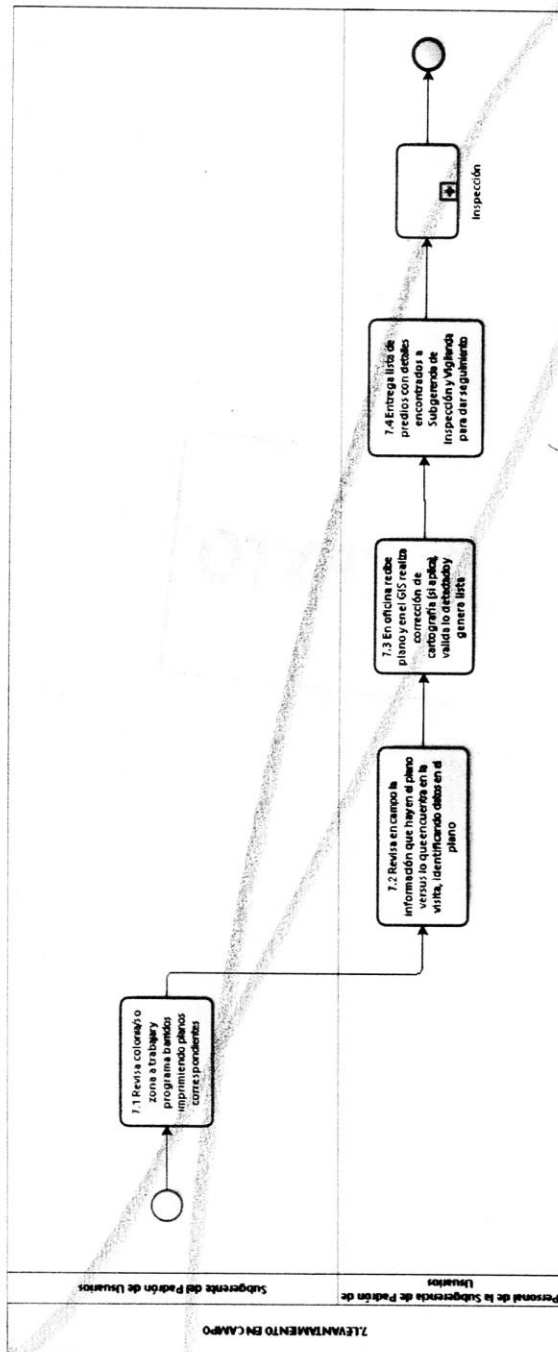 7.LEVANTAMIENTO EN CAMPO
Subgerente del Padrón de Usuarios
Personal de la Subgerencia de Padrón de
Usuarios
7.1 Revisa colonia/s o
zona a trabajar y
programa barridos
imprimiendo planos
correspondientes
7.2 Revisa en campo la
información que hay en el plano
versus lo que encuentra en la
visita, identificando datos en el
plano
7.3 En oficina recibe
plano y en el GIS realiza
corrección de
cartografía (si aplica),
valida lo detectado y
genera lista
7.4 Entrega lista de
predios con detalles
encontrados a
Subgerencia de
Inspección y Vigilancia
para dar seguimiento
Inspección